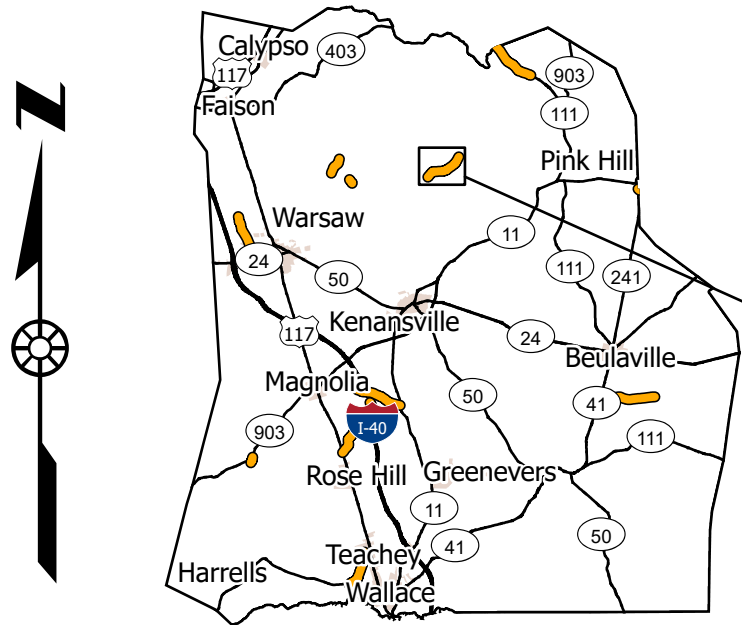 Calypso
403
117
903
Faison
111
Z
Pink Hill
Warsaw
11
24
50
111
241
117
Kenansville
24
Beulaville
Magnolia
50
41
I-40
903
111
Rose Hill
Greenevers
11
50
41
Teachey
Harrells
Wallace